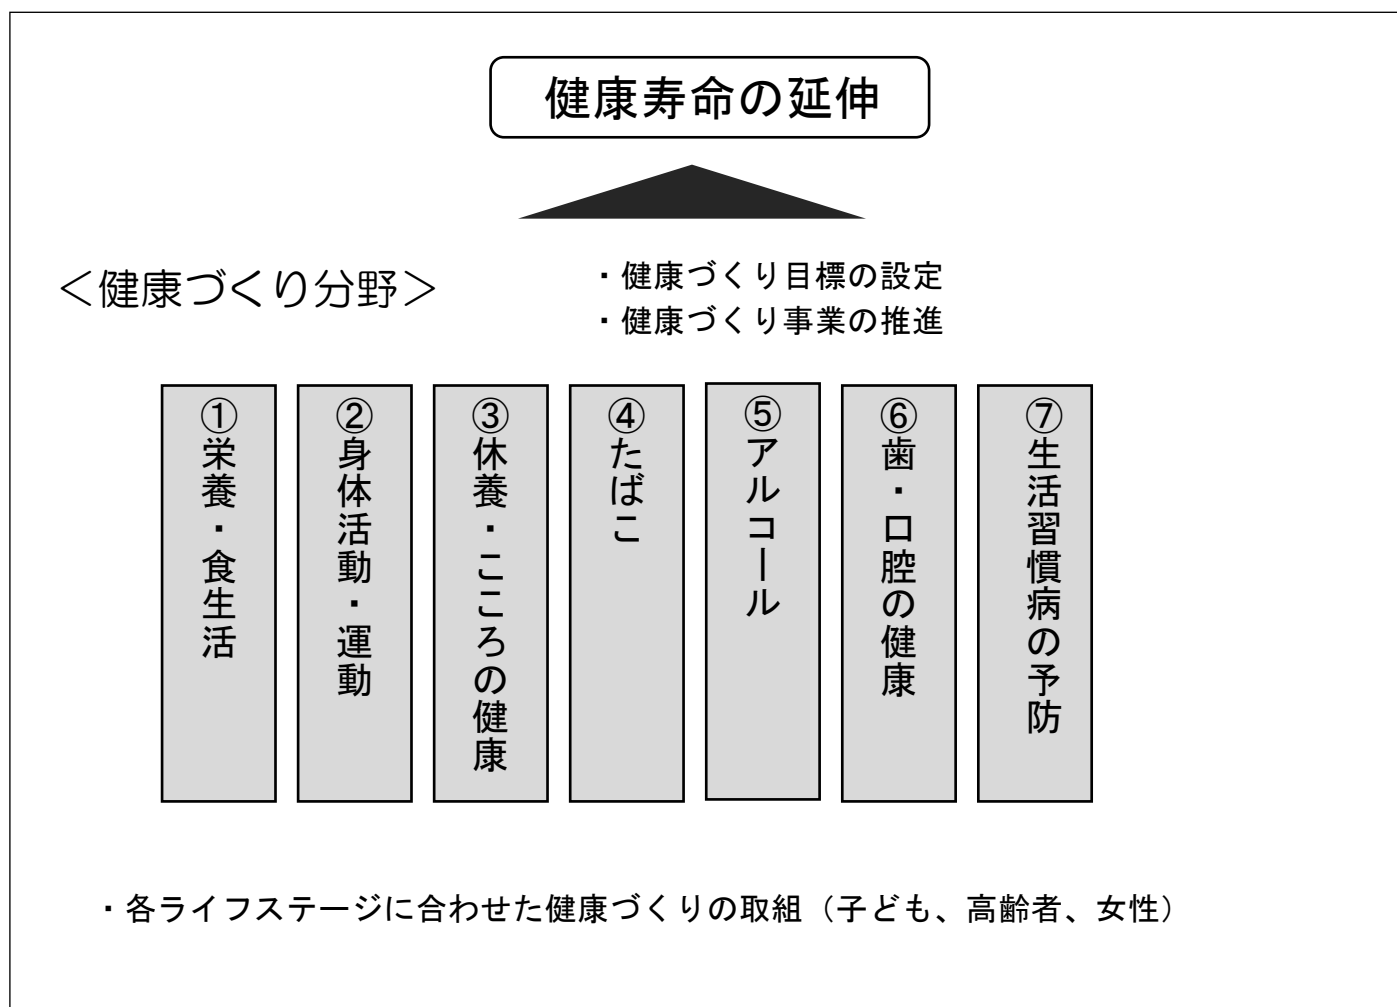 健康寿命の延伸
＜健康づくり分野＞
・健康づくり目標の設定
・健康づくり事業の推進
①栄養・食生活
②身体活動・運動
③休養・こころの健康
④たばこ
⑤アルコール
⑥歯・口腔の健康
⑦生活習慣病の予防
・各ライフステージに合わせた健康づくりの取組（子ども、高齢者、女性）